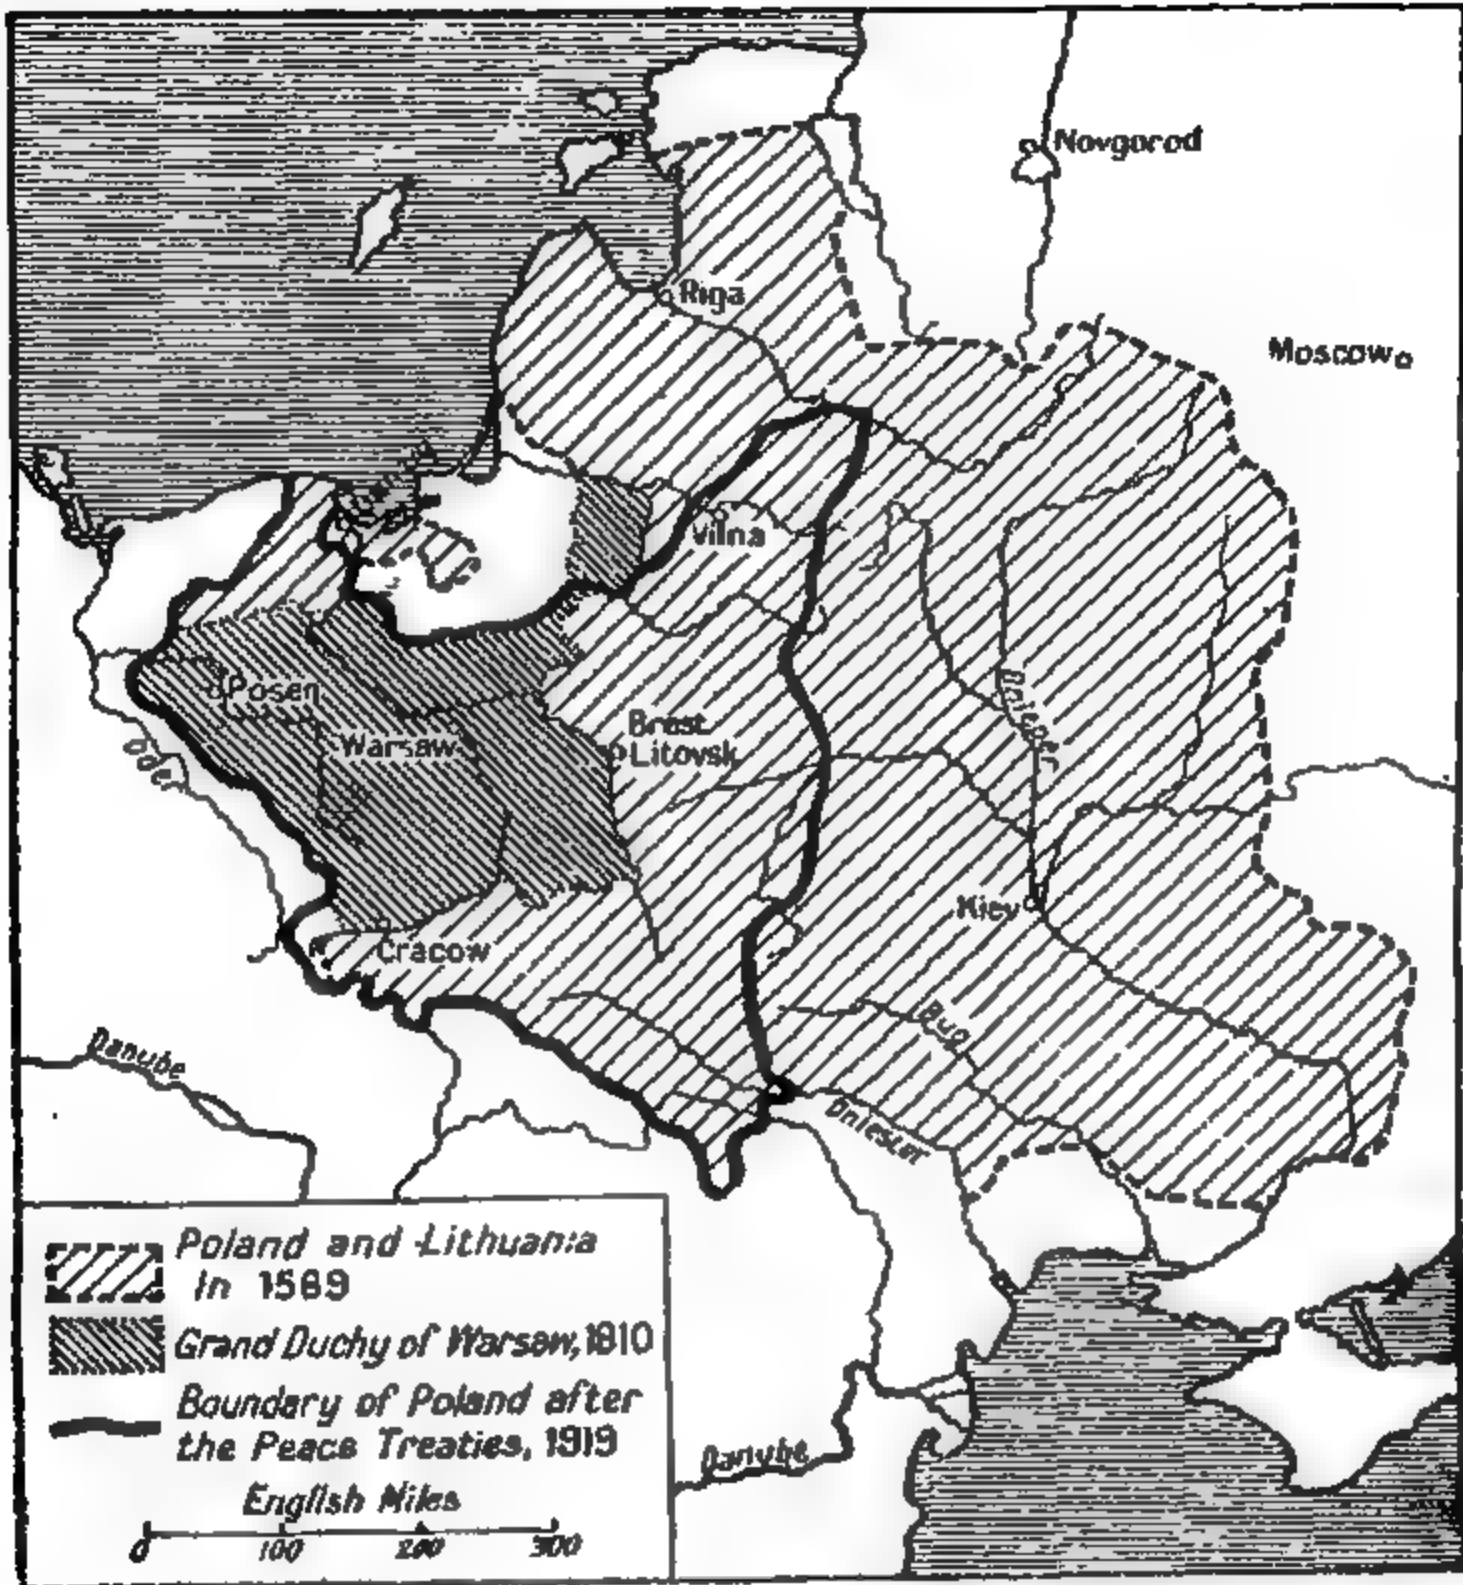 Novgorod
Riga
Moscow
Vilna
Posen
Warsaw
Brest
Litovsk
Oder
Dnieper
Kiev
Cracow
Bug
Danube
Dniester
Poland and Lithuania
in 1569
Grand Duchy of Warsaw, 1810
Boundary of Poland after
the Peace Treaties, 1919
English Miles
0 100 200 300
Danube